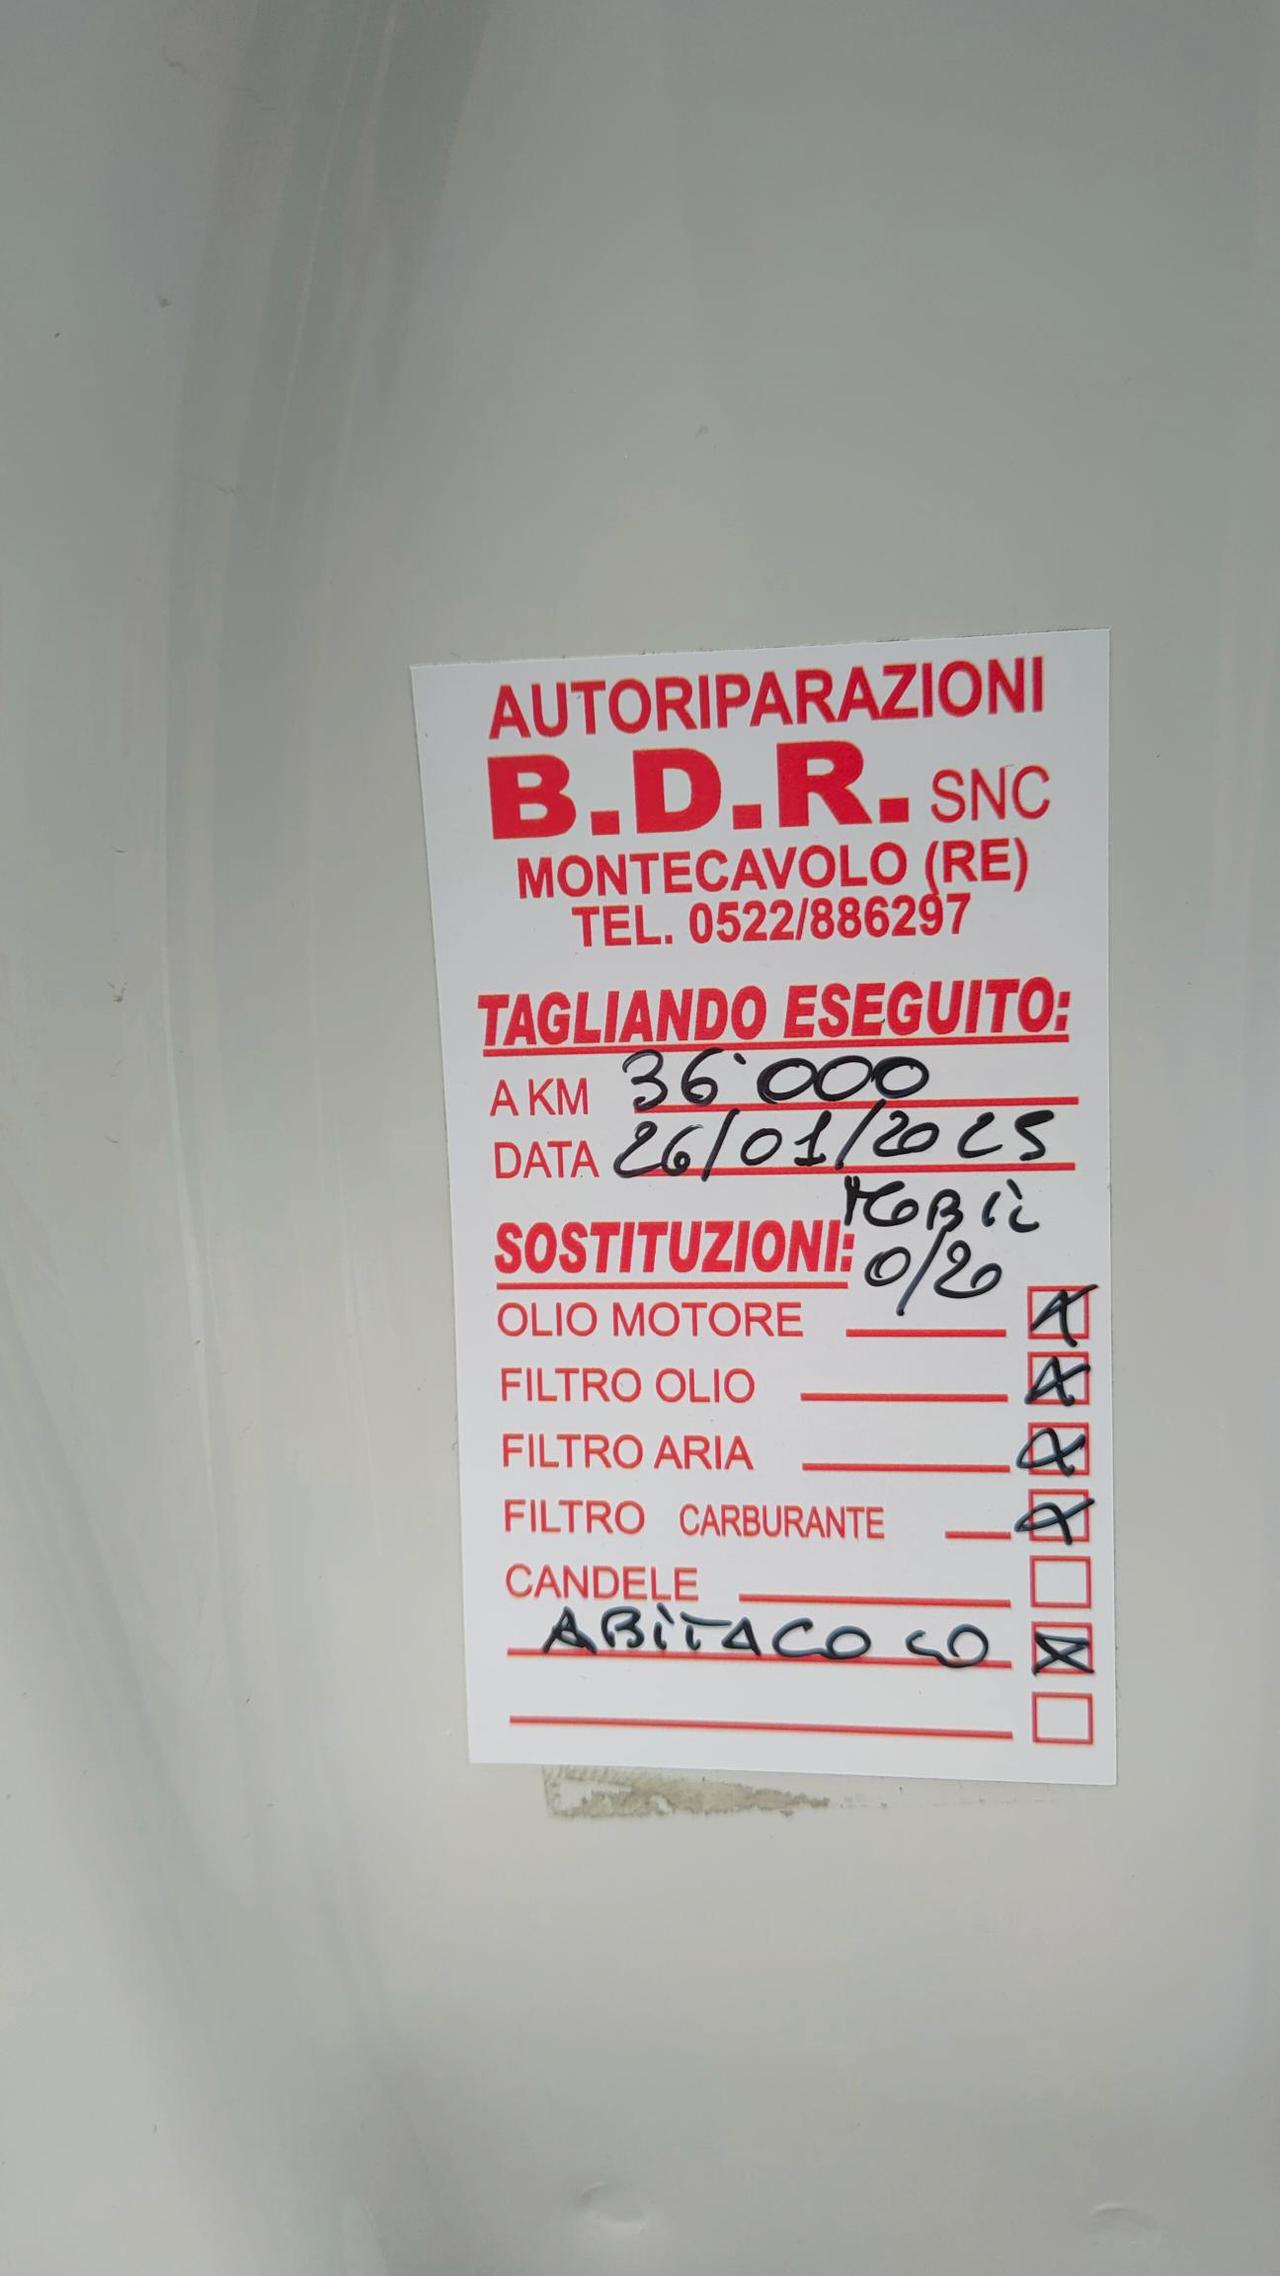 AUTORIPARAZIONI
B.D.R. SNC
MONTECAVOLO (RE)
TEL. 0522/886297
TAGLIANDO ESEGUITO:
A KM 36'000
DATA 26/01/2025
MOBIL
SOSTITUZIONI: 0/20
OLIO MOTORE X
FILTRO OLIO X
FILTRO ARIA X
FILTRO CARBURANTE X
CANDELE
ABITACOLO X